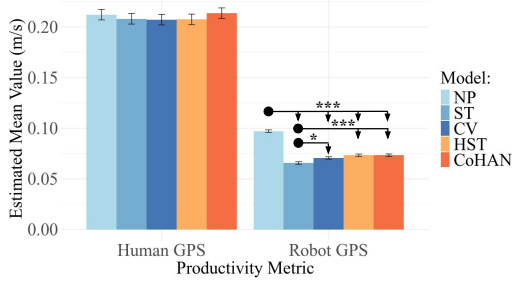 Estimated Mean Value (m/s)
0.20
0.15
0.10
0.05
0.00
***
***
*
Human GPS
Robot GPS
Productivity Metric
Model:
NP
ST
CV
HST
CoHAN